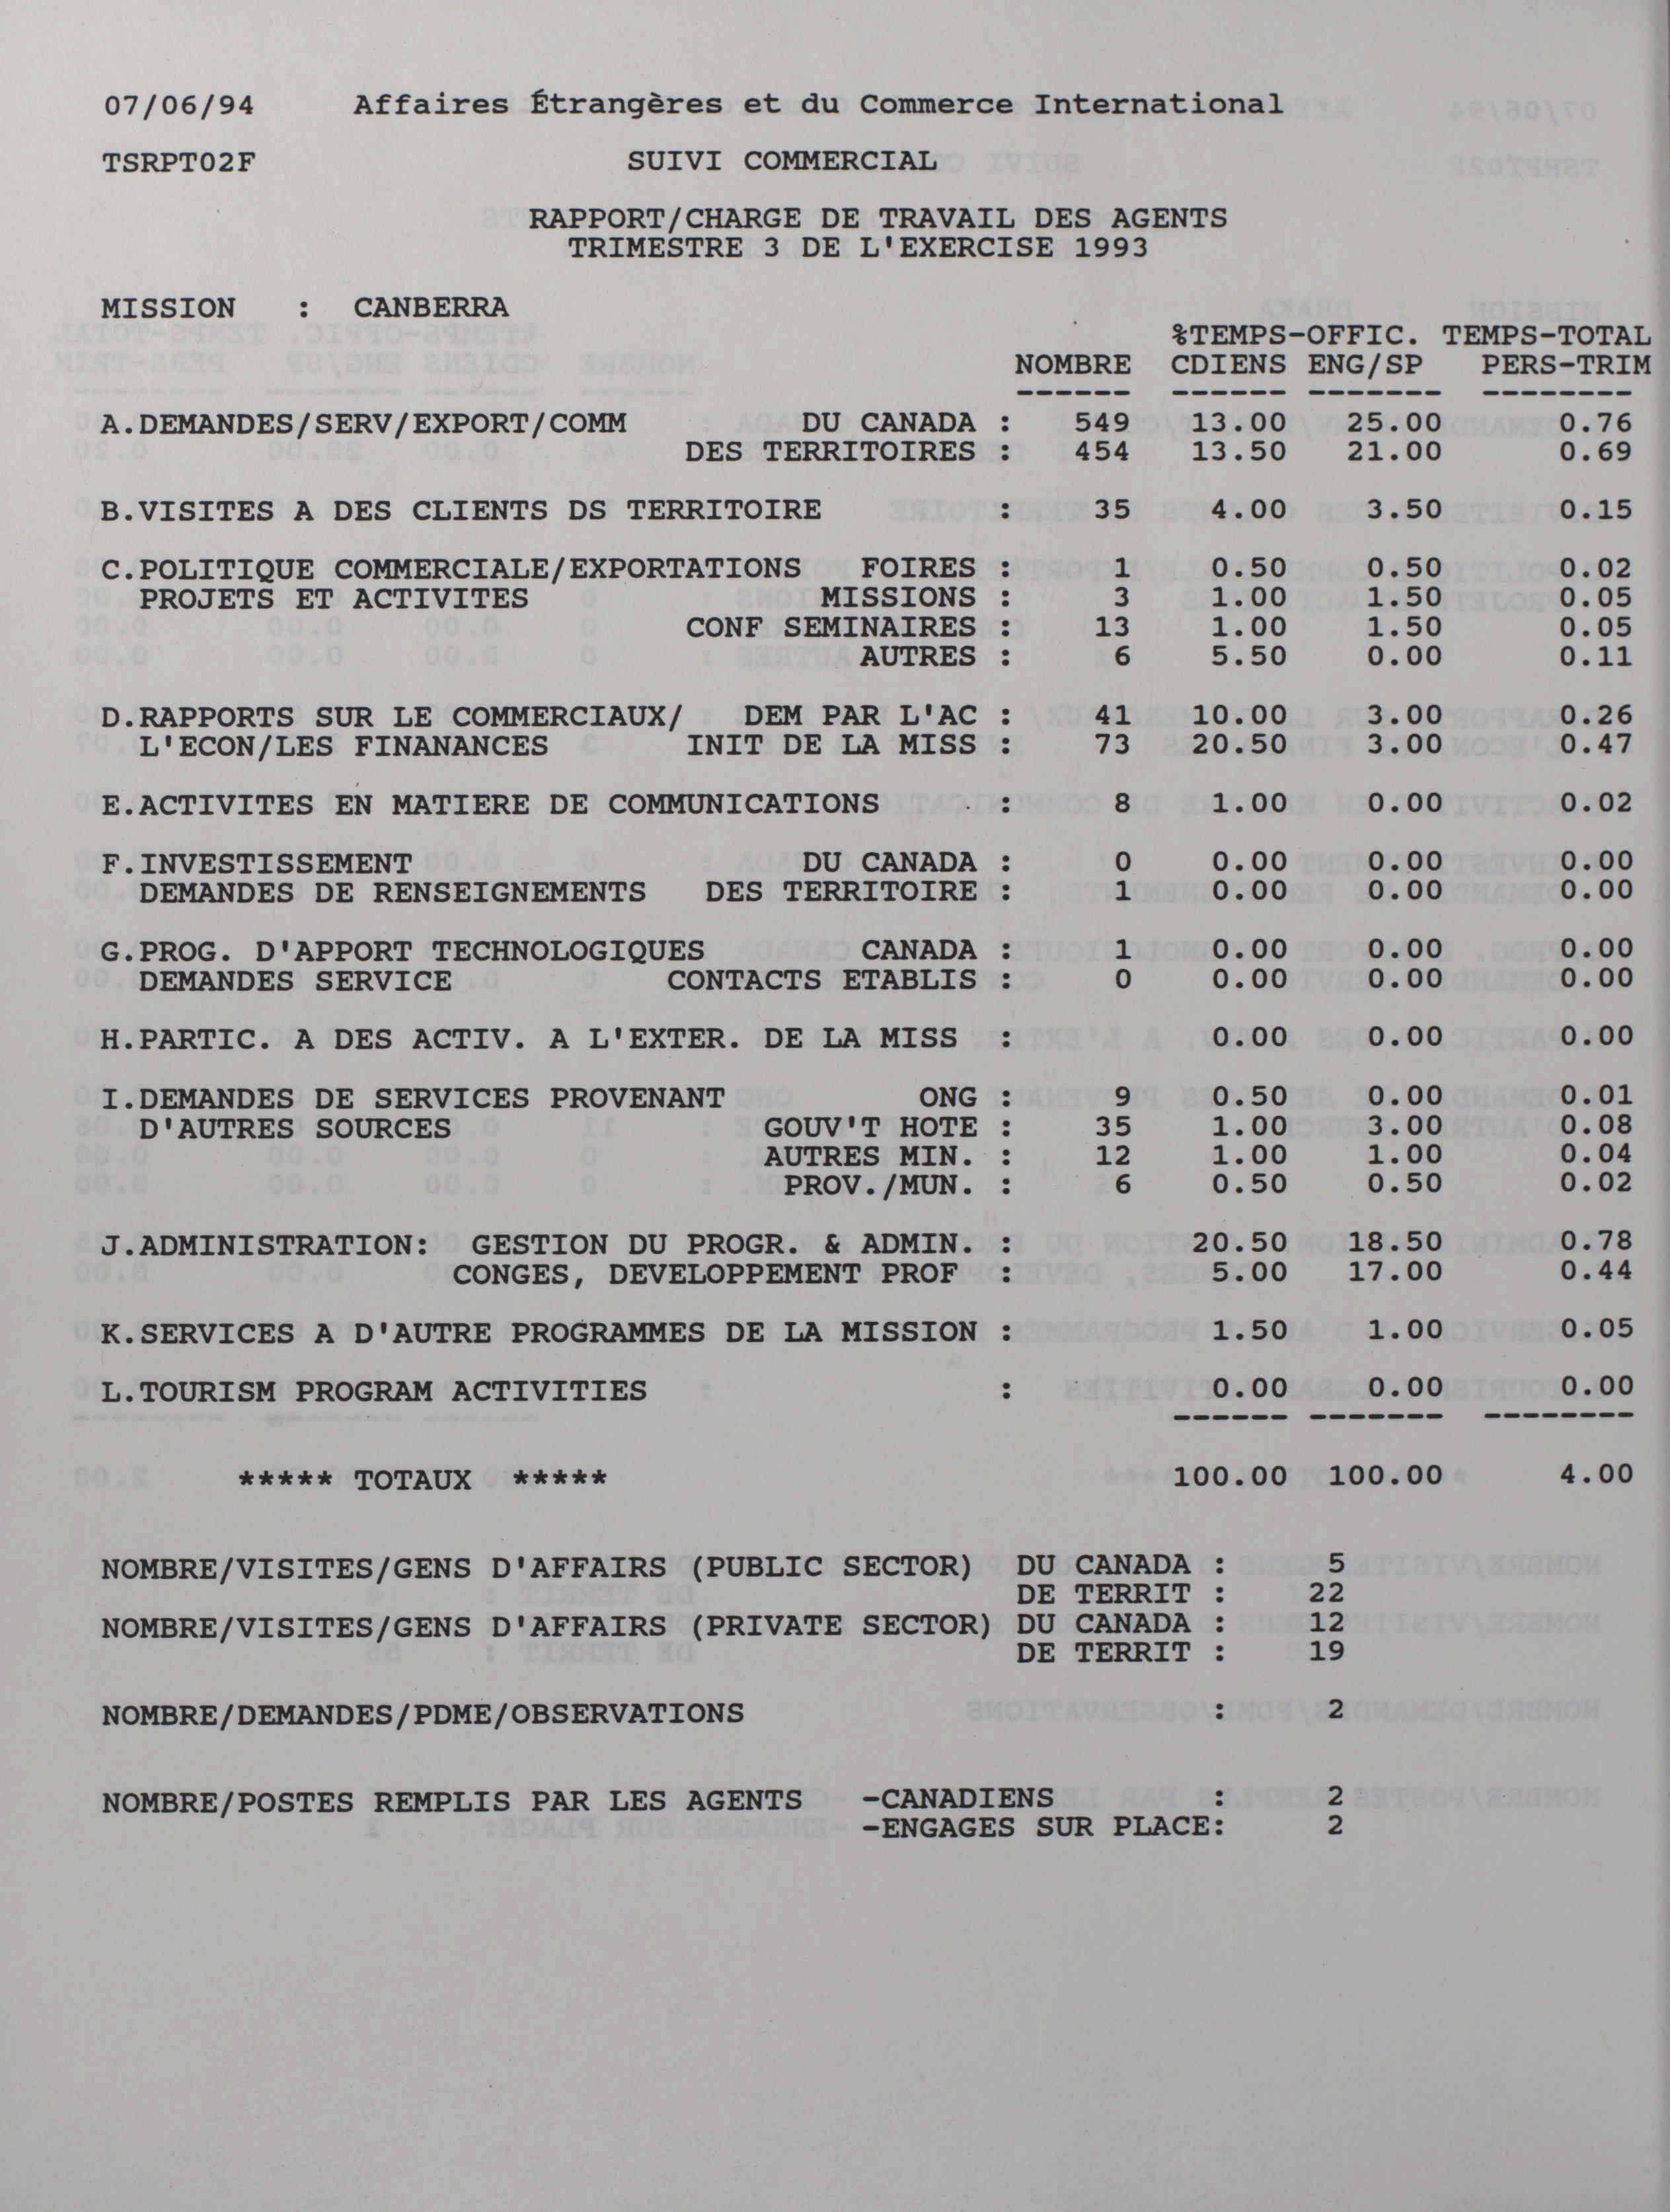 07/06/94 Affaires Étrangères et du Commerce International
TSRPT02F SUIVI COMMERCIAL
RAPPORT/CHARGE DE TRAVAIL DES AGENTS
TRIMESTRE 3 DE L'EXERCISE 1993
MISSION : CANBERRA
%TEMPS-OFFIC. TEMPS-TOTAL
NOMBRE CDIENS ENG/SP PERS-TRIM
------ ------ ------- --------
A.DEMANDES/SERV/EXPORT/COMM DU CANADA : 549 13.00 25.00 0.76
DES TERRITOIRES : 454 13.50 21.00 0.69
B.VISITES A DES CLIENTS DS TERRITOIRE : 35 4.00 3.50 0.15
C.POLITIQUE COMMERCIALE/EXPORTATIONS FOIRES : 1 0.50 0.50 0.02
PROJETS ET ACTIVITES MISSIONS : 3 1.00 1.50 0.05
CONF SEMINAIRES : 13 1.00 1.50 0.05
AUTRES : 6 5.50 0.00 0.11
D.RAPPORTS SUR LE COMMERCIAUX/ DEM PAR L'AC : 41 10.00 3.00 0.26
L'ECON/LES FINANANCES INIT DE LA MISS : 73 20.50 3.00 0.47
E.ACTIVITES EN MATIERE DE COMMUNICATIONS : 8 1.00 0.00 0.02
F.INVESTISSEMENT DU CANADA : 0 0.00 0.00 0.00
DEMANDES DE RENSEIGNEMENTS DES TERRITOIRE : 1 0.00 0.00 0.00
G.PROG. D'APPORT TECHNOLOGIQUES CANADA : 1 0.00 0.00 0.00
DEMANDES SERVICE CONTACTS ETABLIS : 0 0.00 0.00 0.00
H.PARTIC. A DES ACTIV. A L'EXTER. DE LA MISS : 0.00 0.00 0.00
I.DEMANDES DE SERVICES PROVENANT ONG : 9 0.50 0.00 0.01
D'AUTRES SOURCES GOUV'T HOTE : 35 1.00 3.00 0.08
AUTRES MIN. : 12 1.00 1.00 0.04
PROV./MUN. : 6 0.50 0.50 0.02
J.ADMINISTRATION: GESTION DU PROGR. & ADMIN. : 20.50 18.50 0.78
CONGES, DEVELOPPEMENT PROF : 5.00 17.00 0.44
K.SERVICES A D'AUTRE PROGRAMMES DE LA MISSION : 1.50 1.00 0.05
L.TOURISM PROGRAM ACTIVITIES : 0.00 0.00 0.00
------ ------- --------
***** TOTAUX ***** 100.00 100.00 4.00
NOMBRE/VISITES/GENS D'AFFAIRS (PUBLIC SECTOR) DU CANADA : 5
DE TERRIT : 22
NOMBRE/VISITES/GENS D'AFFAIRS (PRIVATE SECTOR) DU CANADA : 12
DE TERRIT : 19
NOMBRE/DEMANDES/PDME/OBSERVATIONS : 2
NOMBRE/POSTES REMPLIS PAR LES AGENTS -CANADIENS : 2
-ENGAGES SUR PLACE: 2